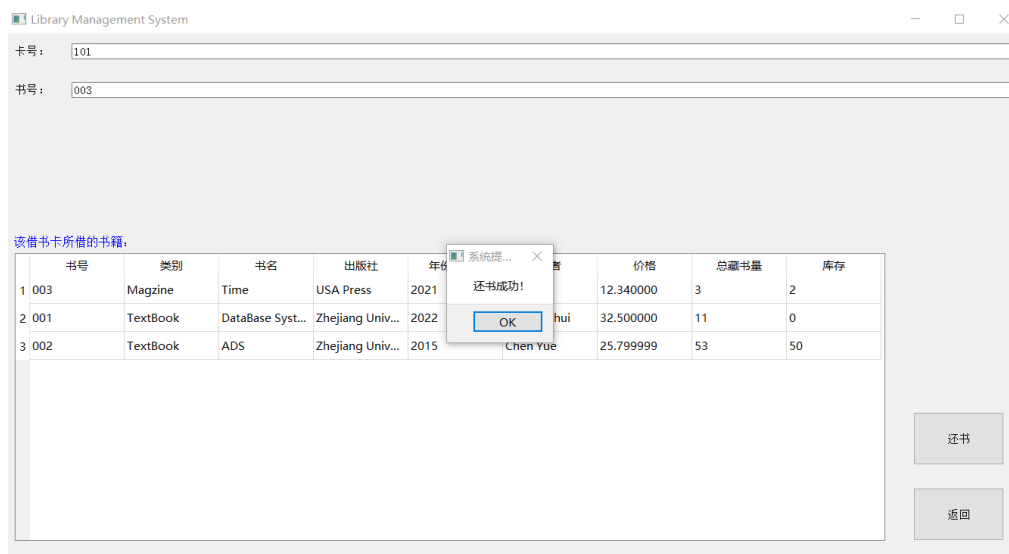 Library Management System
卡号： 101
书号： 003
该借书卡所借的书籍：
系统提...
还书成功！
OK
书号 类别 书名 出版社 价格 总藏书量 库存
1 003 Magzine Time USA Press 2021 12.340000 3 2
2 001 TextBook DataBase Syst... Zhejiang Univ... 2022 hui 32.500000 11 0
3 002 TextBook ADS Zhejiang Univ... 2015 Chen Yue 25.799999 53 50
还书
返回